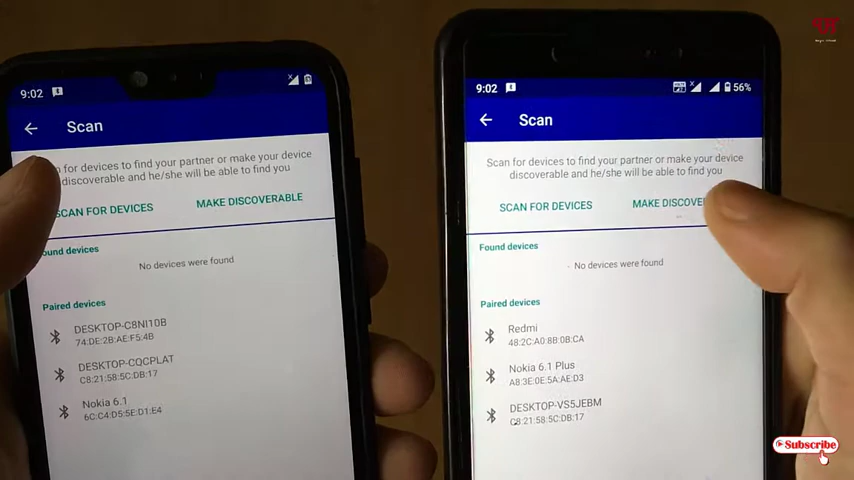 9:02
Scan
for devices to find your partner or make your device
discoverable and he/she will be able to find you
SCAN FOR DEVICES
MAKE DISCOVERABLE
ound devices
No devices were found
Paired devices
DESKTOP-C8NI10B
74:DE:2B:AE:F5:4B
DESKTOP-CQCPLAT
C8:21:58:5C:DB:17
Nokia 6.1
6C:C4:D5:5E:D1:E4
9:02
56%
Scan
Scan for devices to find your partner or make your device
discoverable and he/she will be able to find you
SCAN FOR DEVICES
MAKE DISCOVE
Found devices
No devices were found
Paired devices
Redmi
48:2C:A0:8B:0B:CA
Nokia 6.1 Plus
A8:3E:0E:5A:AE:D3
DESKTOP-VS5JEBM
C8:21:58:5C:DB:17
Subscribe